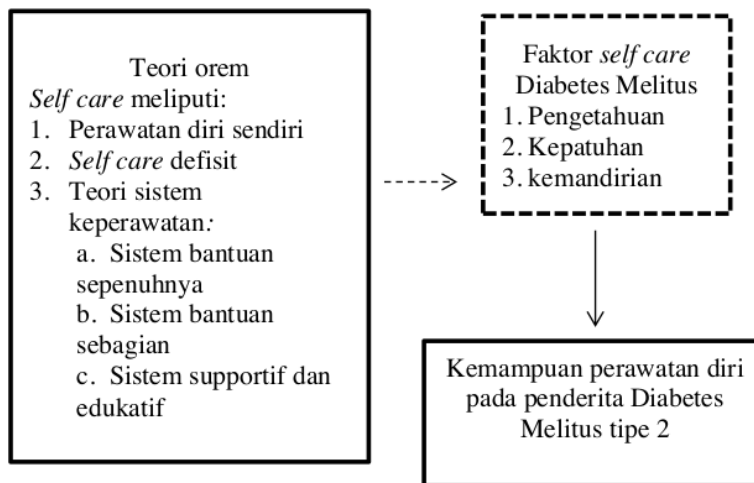 Teori orem
Self care meliputi:
1. Perawatan diri sendiri
2. Self care defisit
3. Teori sistem
keperawatan:
a. Sistem bantuan
sepenuhnya
b. Sistem bantuan
sebagian
c. Sistem supportif dan
edukatif
Faktor self care
Diabetes Melitus
1. Pengetahuan
2. Kepatuhan
3. kemandirian
Kemampuan perawatan diri
pada penderita Diabetes
Melitus tipe 2